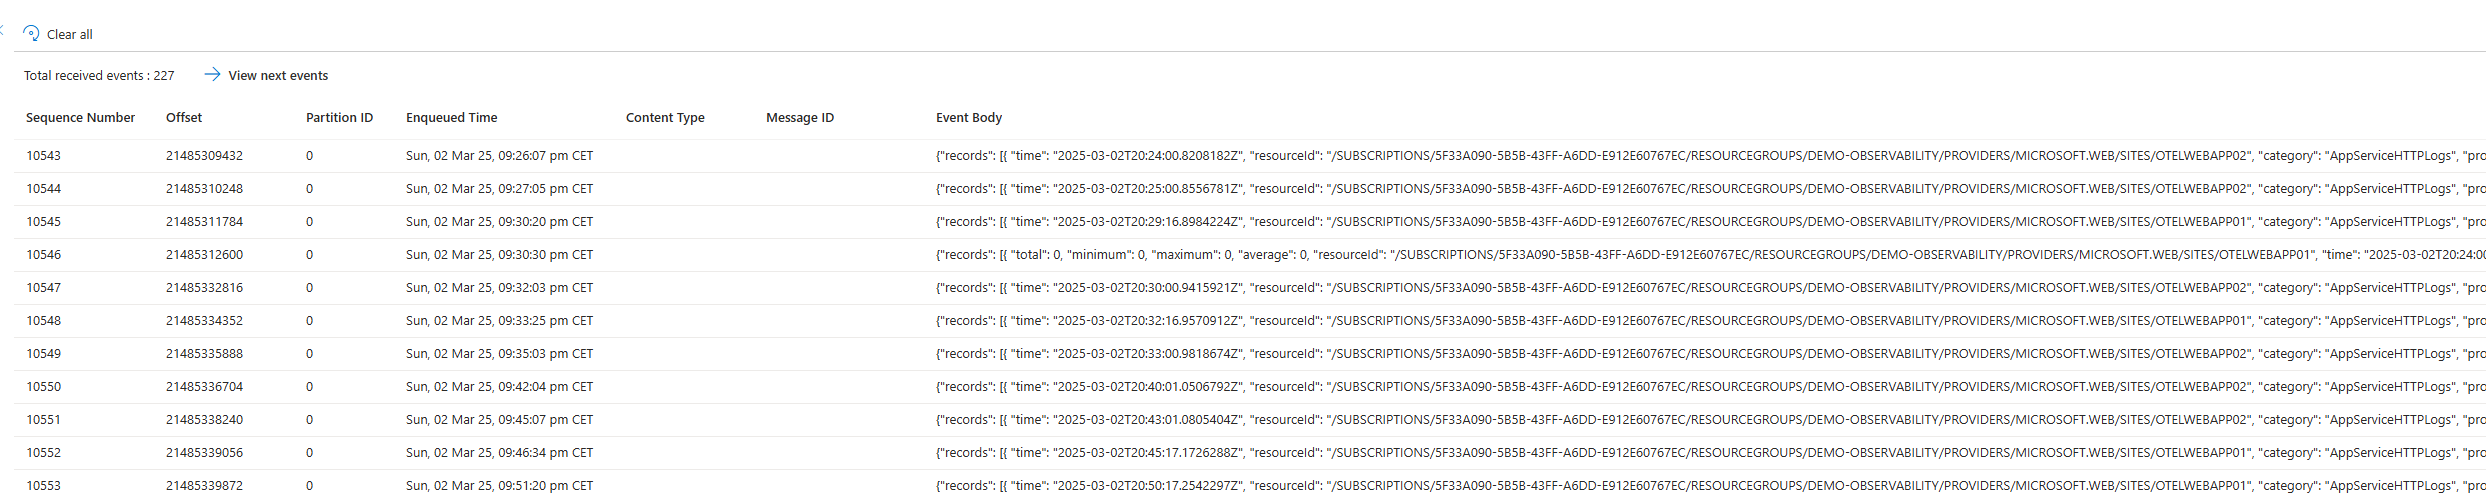 Clear all
Total received events : 227 View next events
Sequence Number Offset Partition ID Enqueued Time Content Type Message ID Event Body
10543 21485309432 0 Sun, 02 Mar 25, 09:26:07 pm CET {"records": [{ "time": "2025-03-02T20:24:00.8208182Z", "resourceId": "/SUBSCRIPTIONS/5F33A090-5B5B-43FF-A6DD-E912E60767EC/RESOURCEGROUPS/DEMO-OBSERVABILITY/PROVIDERS/MICROSOFT.WEB/SITES/OTELWEBAPP02", "category": "AppServiceHTTPLogs", "pro
10544 21485310248 0 Sun, 02 Mar 25, 09:27:05 pm CET {"records": [{ "time": "2025-03-02T20:25:00.8556781Z", "resourceId": "/SUBSCRIPTIONS/5F33A090-5B5B-43FF-A6DD-E912E60767EC/RESOURCEGROUPS/DEMO-OBSERVABILITY/PROVIDERS/MICROSOFT.WEB/SITES/OTELWEBAPP02", "category": "AppServiceHTTPLogs", "pro
10545 21485311784 0 Sun, 02 Mar 25, 09:30:20 pm CET {"records": [{ "time": "2025-03-02T20:29:16.8984224Z", "resourceId": "/SUBSCRIPTIONS/5F33A090-5B5B-43FF-A6DD-E912E60767EC/RESOURCEGROUPS/DEMO-OBSERVABILITY/PROVIDERS/MICROSOFT.WEB/SITES/OTELWEBAPP01", "category": "AppServiceHTTPLogs", "pro
10546 21485312600 0 Sun, 02 Mar 25, 09:30:30 pm CET {"records": [{ "total": 0, "minimum": 0, "maximum": 0, "average": 0, "resourceId": "/SUBSCRIPTIONS/5F33A090-5B5B-43FF-A6DD-E912E60767EC/RESOURCEGROUPS/DEMO-OBSERVABILITY/PROVIDERS/MICROSOFT.WEB/SITES/OTELWEBAPP01", "time": "2025-03-02T20:24:00
10547 21485332816 0 Sun, 02 Mar 25, 09:32:03 pm CET {"records": [{ "time": "2025-03-02T20:30:00.9415921Z", "resourceId": "/SUBSCRIPTIONS/5F33A090-5B5B-43FF-A6DD-E912E60767EC/RESOURCEGROUPS/DEMO-OBSERVABILITY/PROVIDERS/MICROSOFT.WEB/SITES/OTELWEBAPP02", "category": "AppServiceHTTPLogs", "pro
10548 21485334352 0 Sun, 02 Mar 25, 09:33:25 pm CET {"records": [{ "time": "2025-03-02T20:32:16.9570912Z", "resourceId": "/SUBSCRIPTIONS/5F33A090-5B5B-43FF-A6DD-E912E60767EC/RESOURCEGROUPS/DEMO-OBSERVABILITY/PROVIDERS/MICROSOFT.WEB/SITES/OTELWEBAPP01", "category": "AppServiceHTTPLogs", "pro
10549 21485335888 0 Sun, 02 Mar 25, 09:35:03 pm CET {"records": [{ "time": "2025-03-02T20:33:00.9818674Z", "resourceId": "/SUBSCRIPTIONS/5F33A090-5B5B-43FF-A6DD-E912E60767EC/RESOURCEGROUPS/DEMO-OBSERVABILITY/PROVIDERS/MICROSOFT.WEB/SITES/OTELWEBAPP02", "category": "AppServiceHTTPLogs", "pro
10550 21485336704 0 Sun, 02 Mar 25, 09:42:04 pm CET {"records": [{ "time": "2025-03-02T20:40:01.0506792Z", "resourceId": "/SUBSCRIPTIONS/5F33A090-5B5B-43FF-A6DD-E912E60767EC/RESOURCEGROUPS/DEMO-OBSERVABILITY/PROVIDERS/MICROSOFT.WEB/SITES/OTELWEBAPP02", "category": "AppServiceHTTPLogs", "pro
10551 21485338240 0 Sun, 02 Mar 25, 09:45:07 pm CET {"records": [{ "time": "2025-03-02T20:43:01.0805404Z", "resourceId": "/SUBSCRIPTIONS/5F33A090-5B5B-43FF-A6DD-E912E60767EC/RESOURCEGROUPS/DEMO-OBSERVABILITY/PROVIDERS/MICROSOFT.WEB/SITES/OTELWEBAPP02", "category": "AppServiceHTTPLogs", "pro
10552 21485339056 0 Sun, 02 Mar 25, 09:46:34 pm CET {"records": [{ "time": "2025-03-02T20:45:17.1726288Z", "resourceId": "/SUBSCRIPTIONS/5F33A090-5B5B-43FF-A6DD-E912E60767EC/RESOURCEGROUPS/DEMO-OBSERVABILITY/PROVIDERS/MICROSOFT.WEB/SITES/OTELWEBAPP01", "category": "AppServiceHTTPLogs", "pro
10553 21485339872 0 Sun, 02 Mar 25, 09:51:20 pm CET {"records": [{ "time": "2025-03-02T20:50:17.2542297Z", "resourceId": "/SUBSCRIPTIONS/5F33A090-5B5B-43FF-A6DD-E912E60767EC/RESOURCEGROUPS/DEMO-OBSERVABILITY/PROVIDERS/MICROSOFT.WEB/SITES/OTELWEBAPP01", "category": "AppServiceHTTPLogs", "pro